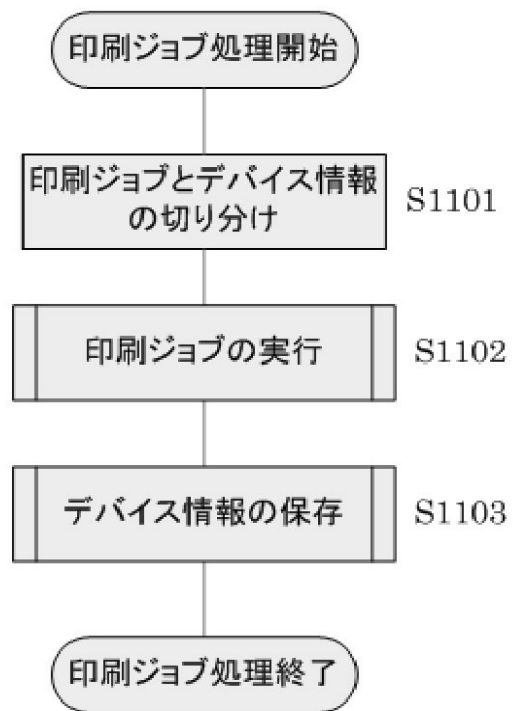 印刷ジョブ処理開始
印刷ジョブとデバイス情報
の切り分け
S1101
印刷ジョブの実行
S1102
デバイス情報の保存
S1103
印刷ジョブ処理終了